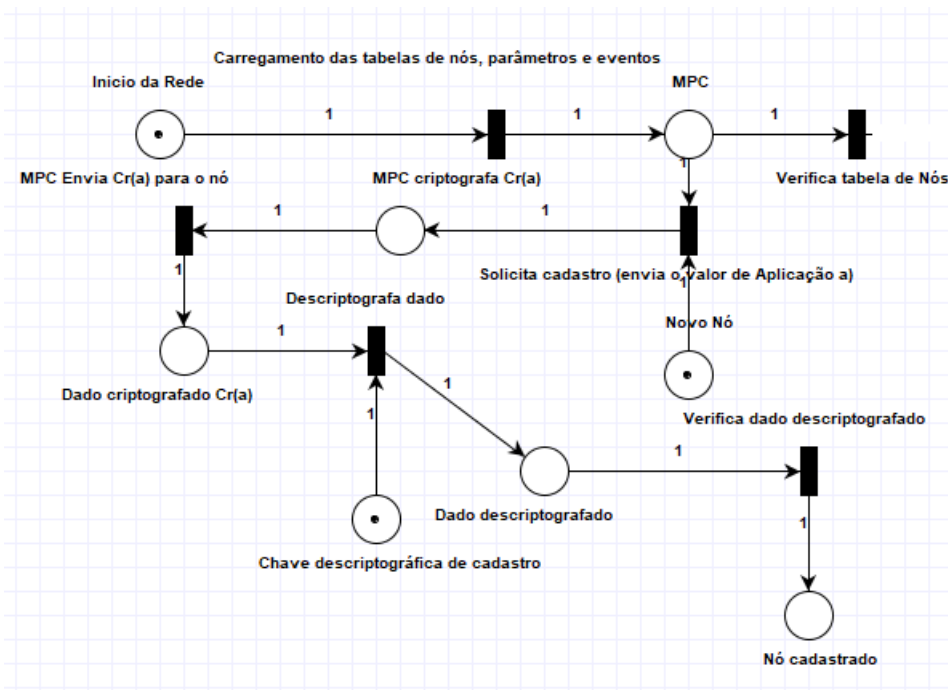 Carregamento das tabelas de nós, parâmetros e eventos
Inicio da Rede
MPC
1
1
1
MPC Envia Cr(a) para o nó
MPC criptografa Cr(a)
1
Verifica tabela de Nós
1
1
Solicita cadastro (envia o valor de Aplicação a)
1
1
Descriptografa dado
Novo Nó
1
1
Dado criptografado Cr(a)
1
Verifica dado descriptografado
1
Dado descriptografado
1
Chave descriptográfica de cadastro
Nó cadastrado